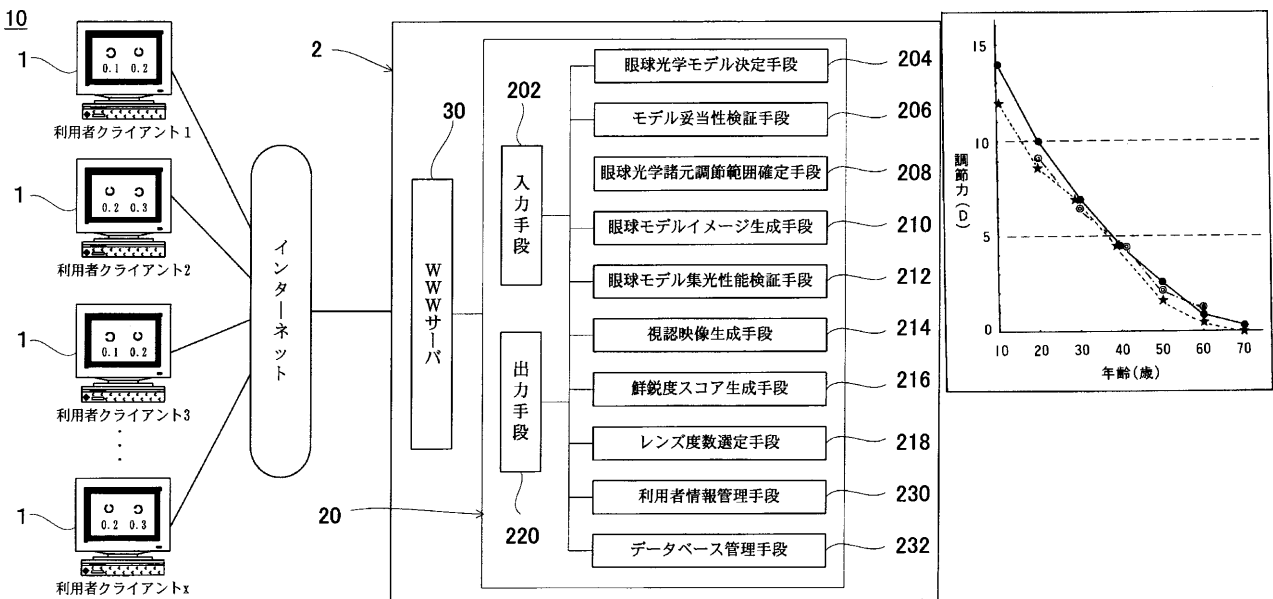 10
1
0.1 0.2
利用者クライアント1
1
0.2 0.3
利用者クライアント2
1
0.1 0.2
利用者クライアント3
1
0.2 0.3
利用者クライアントx
インターネット
2
30
WWWサーバ
20
202
入力手段
出力手段
220
眼球光学モデル決定手段
204
モデル妥当性検証手段
206
眼球光学諸元調節範囲確定手段
208
眼球モデルイメージ生成手段
210
眼球モデル集光性能検証手段
212
視認映像生成手段
214
鮮鋭度スコア生成手段
216
レンズ度数選定手段
218
利用者情報管理手段
230
データベース管理手段
232
調節力(D)
15
10
5
0
10 20 30 40 50 60 70
年齢(歳)